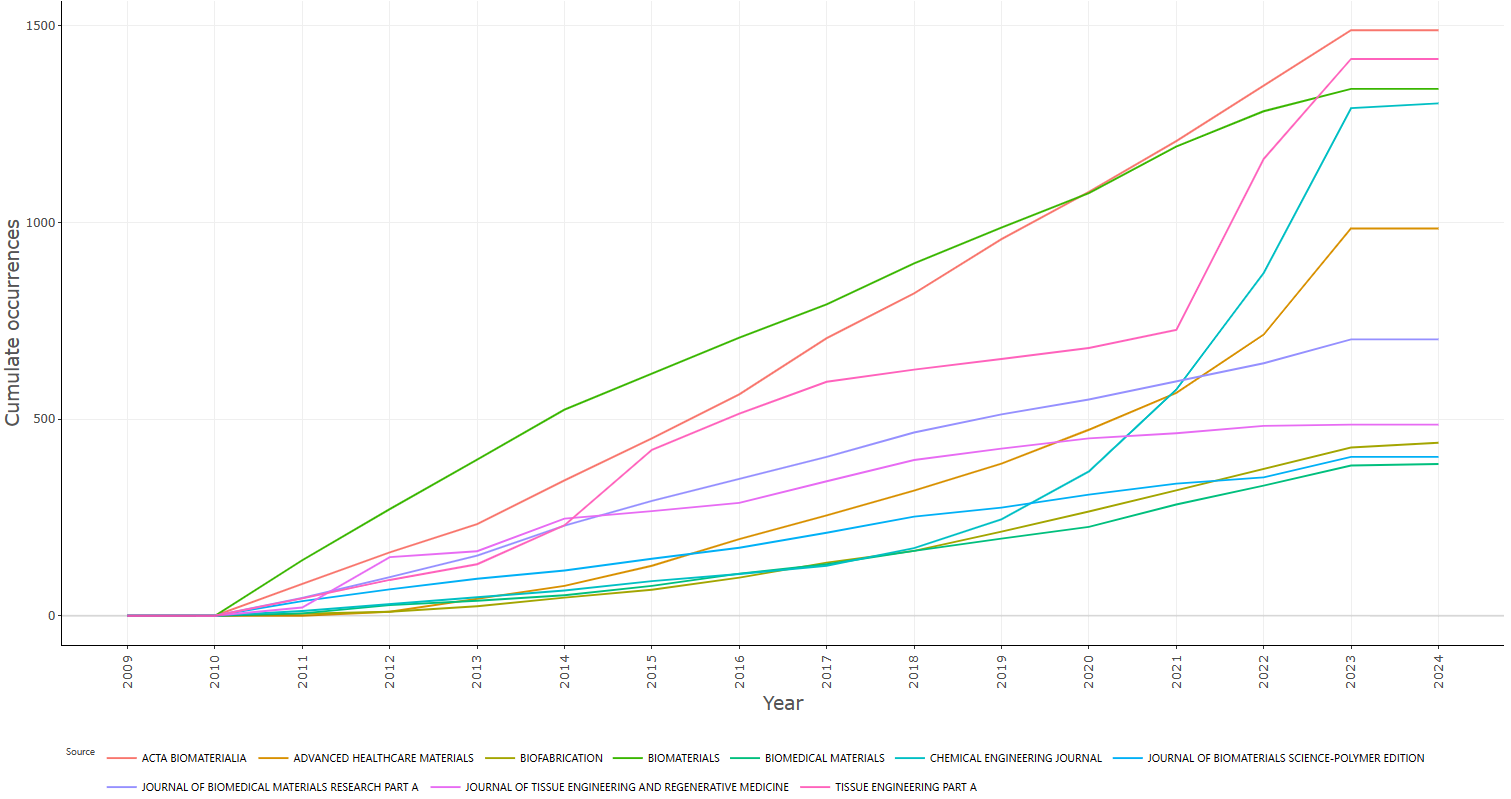 1500
1000
500
0
Cumulate occurrences
2009 2010 2011 2012 2013 2014 2015 2016 2017 2018 2019 2020 2021 2022 2023 2024
Year
Source ACTA BIOMATERIALIA ADVANCED HEALTHCARE MATERIALS BIOFABRICATION BIOMATERIALS BIOMEDICAL MATERIALS CHEMICAL ENGINEERING JOURNAL JOURNAL OF BIOMATERIALS SCIENCE-POLYMER EDITION
JOURNAL OF BIOMEDICAL MATERIALS RESEARCH PART A JOURNAL OF TISSUE ENGINEERING AND REGENERATIVE MEDICINE TISSUE ENGINEERING PART A